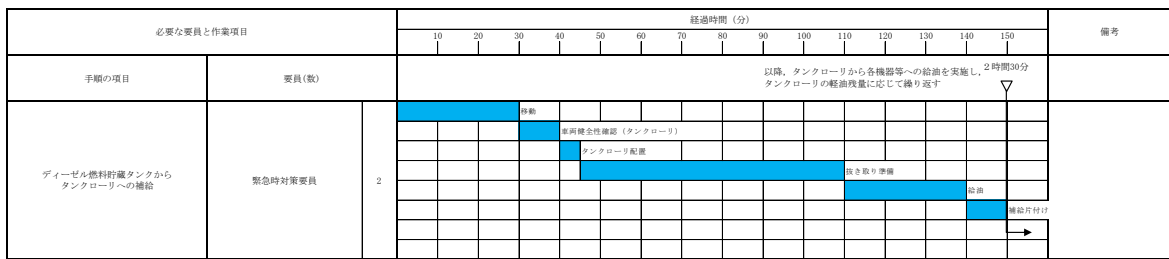 必要な要員と作業項目
経過時間(分)
備考
10 20 30 40 50 60 70 80 90 100 110 120 130 140 150
手順の項目
要員(数)
以降,タンクローリから各機器等への給油を実施し,
タンクローリの軽油残量に応じて繰り返す
2時間30分
ディーゼル燃料貯蔵タンクから
タンクローリへの補給
緊急時対策要員
2
移動
車両健全性確認(タンクローリ)
タンクローリ配置
抜き取り準備
給油
補給片付け